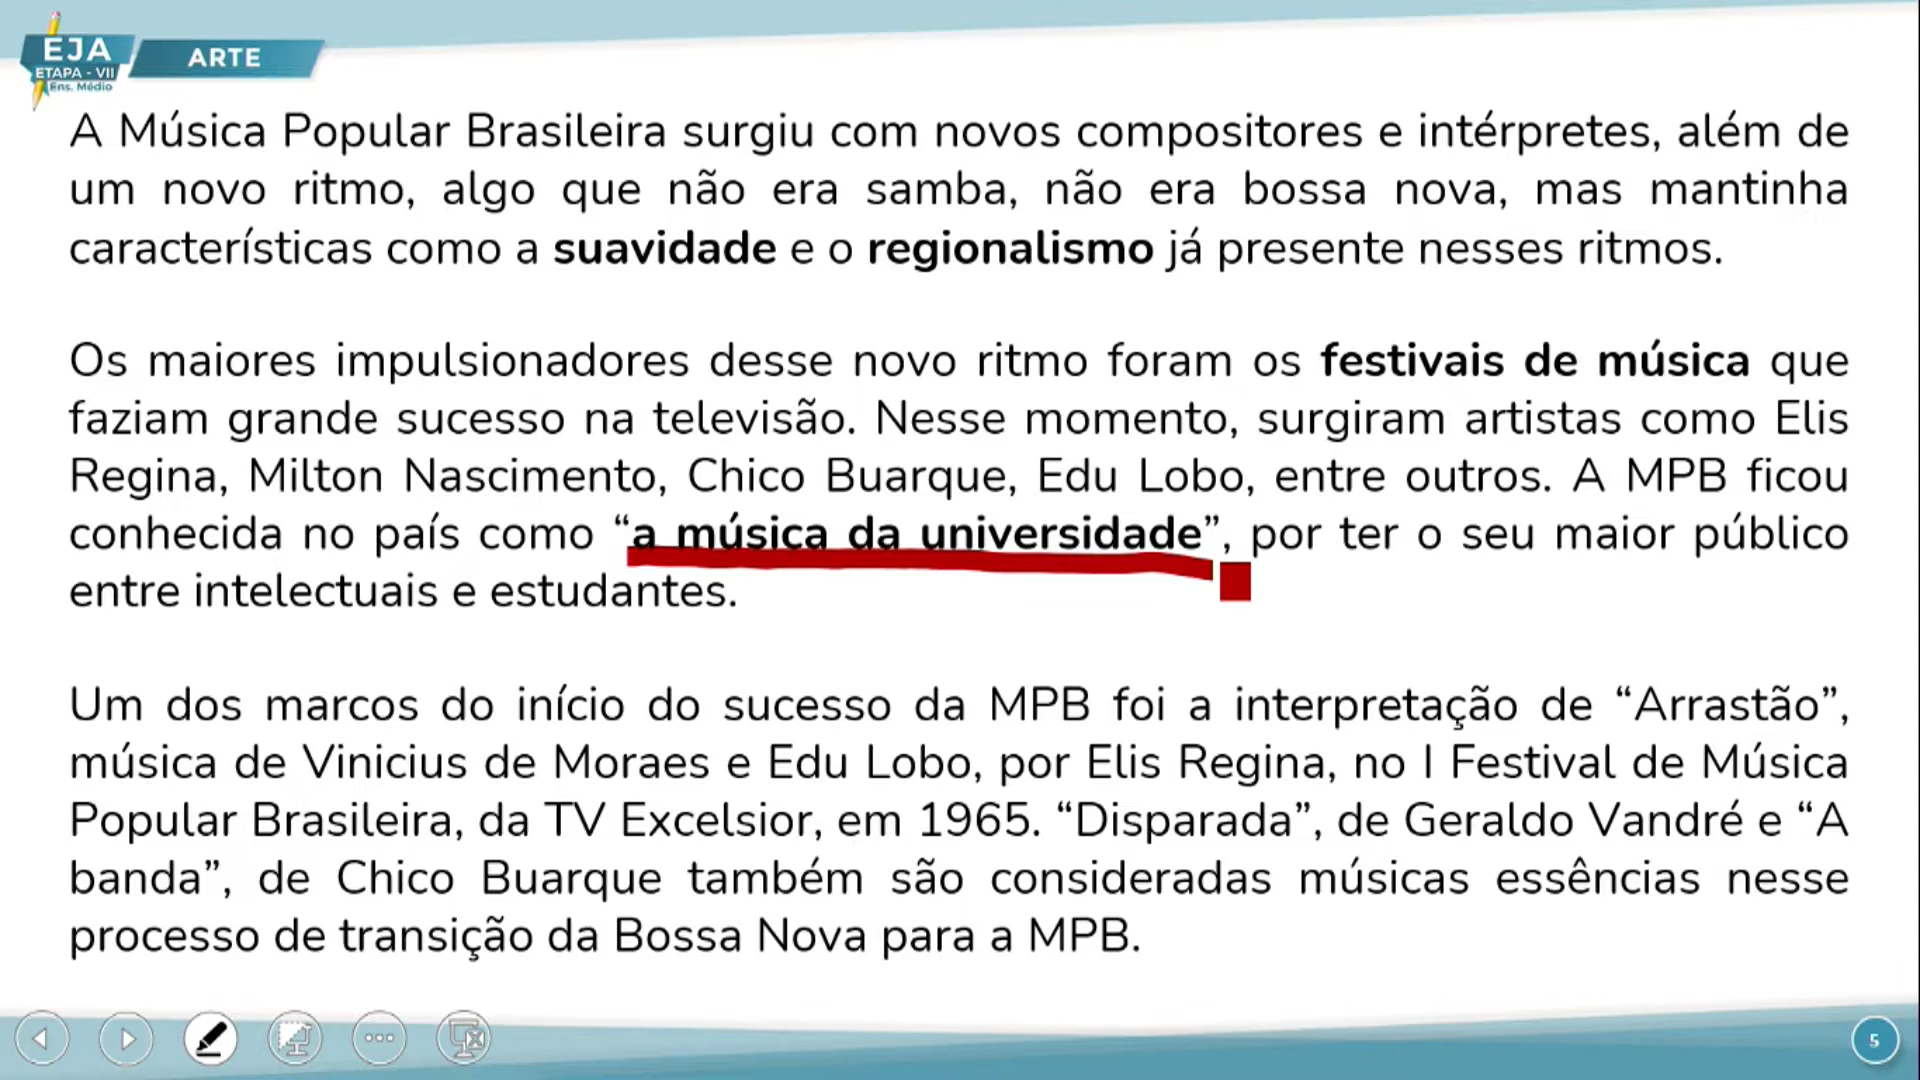 EJA
ETAPA - VII
Ens. Médio
ARTE
A Música Popular Brasileira surgiu com novos compositores e intérpretes, além de
um novo ritmo, algo que não era samba, não era bossa nova, mas mantinha
características como a suavidade e o regionalismo já presente nesses ritmos.
Os maiores impulsionadores desse novo ritmo foram os festivais de música que
faziam grande sucesso na televisão. Nesse momento, surgiram artistas como Elis
Regina, Milton Nascimento, Chico Buarque, Edu Lobo, entre outros. A MPB ficou
conhecida no país como “a música da universidade”, por ter o seu maior público
entre intelectuais e estudantes.
Um dos marcos do início do sucesso da MPB foi a interpretação de “Arrastão”,
música de Vinicius de Moraes e Edu Lobo, por Elis Regina, no I Festival de Música
Popular Brasileira, da TV Excelsior, em 1965. “Disparada”, de Geraldo Vandré e “A
banda”, de Chico Buarque também são consideradas músicas essências nesse
processo de transição da Bossa Nova para a MPB.
5